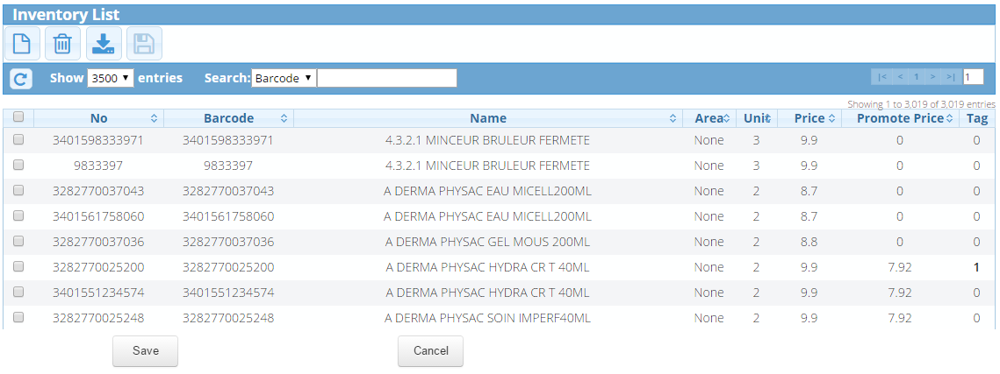 Inventory List
Show 3500 entries Search: Barcode |< < 1 > >| 1
Showing 1 to 3,019 of 3,019 entries
No Barcode Name Area Unit Price Promote Price Tag
3401598333971 3401598333971 4.3.2.1 MINCEUR BRULEUR FERMETE None 3 9.9 0 0
9833397 9833397 4.3.2.1 MINCEUR BRULEUR FERMETE None 3 9.9 0 0
3282770037043 3282770037043 A DERMA PHYSAC EAU MICELL200ML None 2 8.7 0 0
3401561758060 3401561758060 A DERMA PHYSAC EAU MICELL200ML None 2 8.7 0 0
3282770037036 3282770037036 A DERMA PHYSAC GEL MOUS 200ML None 2 8.8 0 0
3282770025200 3282770025200 A DERMA PHYSAC HYDRA CR T 40ML None 2 9.9 7.92 1
3401551234574 3401551234574 A DERMA PHYSAC HYDRA CR T 40ML None 2 9.9 7.92 0
3282770025248 3282770025248 A DERMA PHYSAC SOIN IMPERF40ML None 2 9.9 7.92 0
Save Cancel